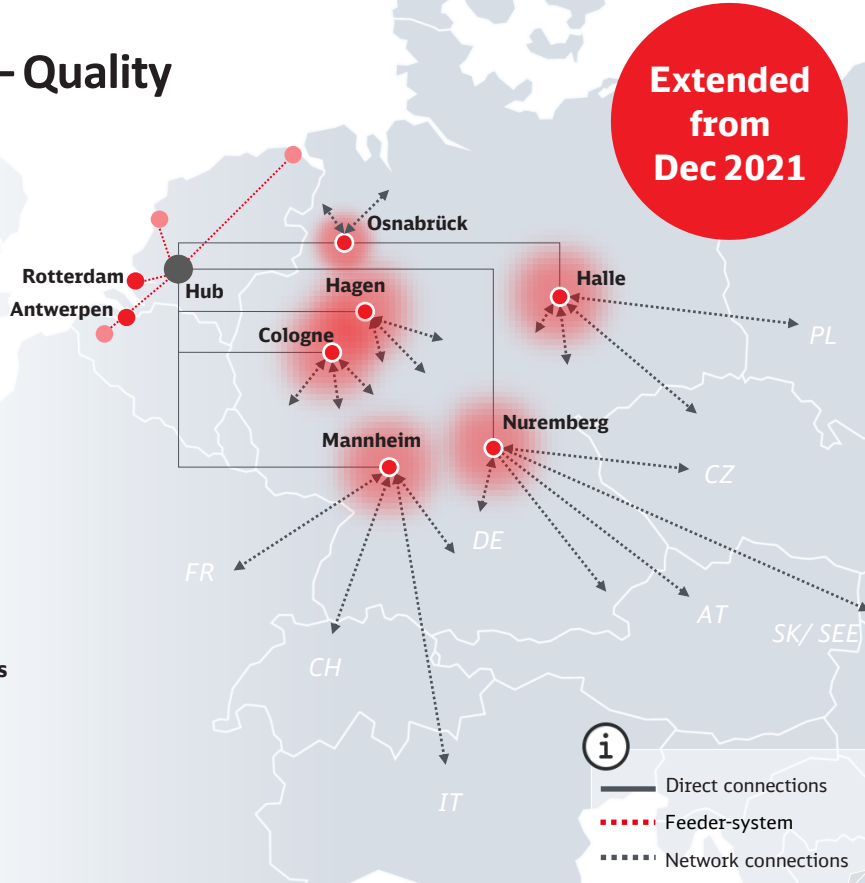 – Quality
Extended
from
Dec 2021
Osnabrück
Rotterdam
Hub
Hagen
Halle
Antwerpen
Cologne
PL
Nuremberg
Mannheim
CZ
DE
FR
AT
SK/ SEE
CH
s
IT
i
Direct connections
Feeder-system
Network connections